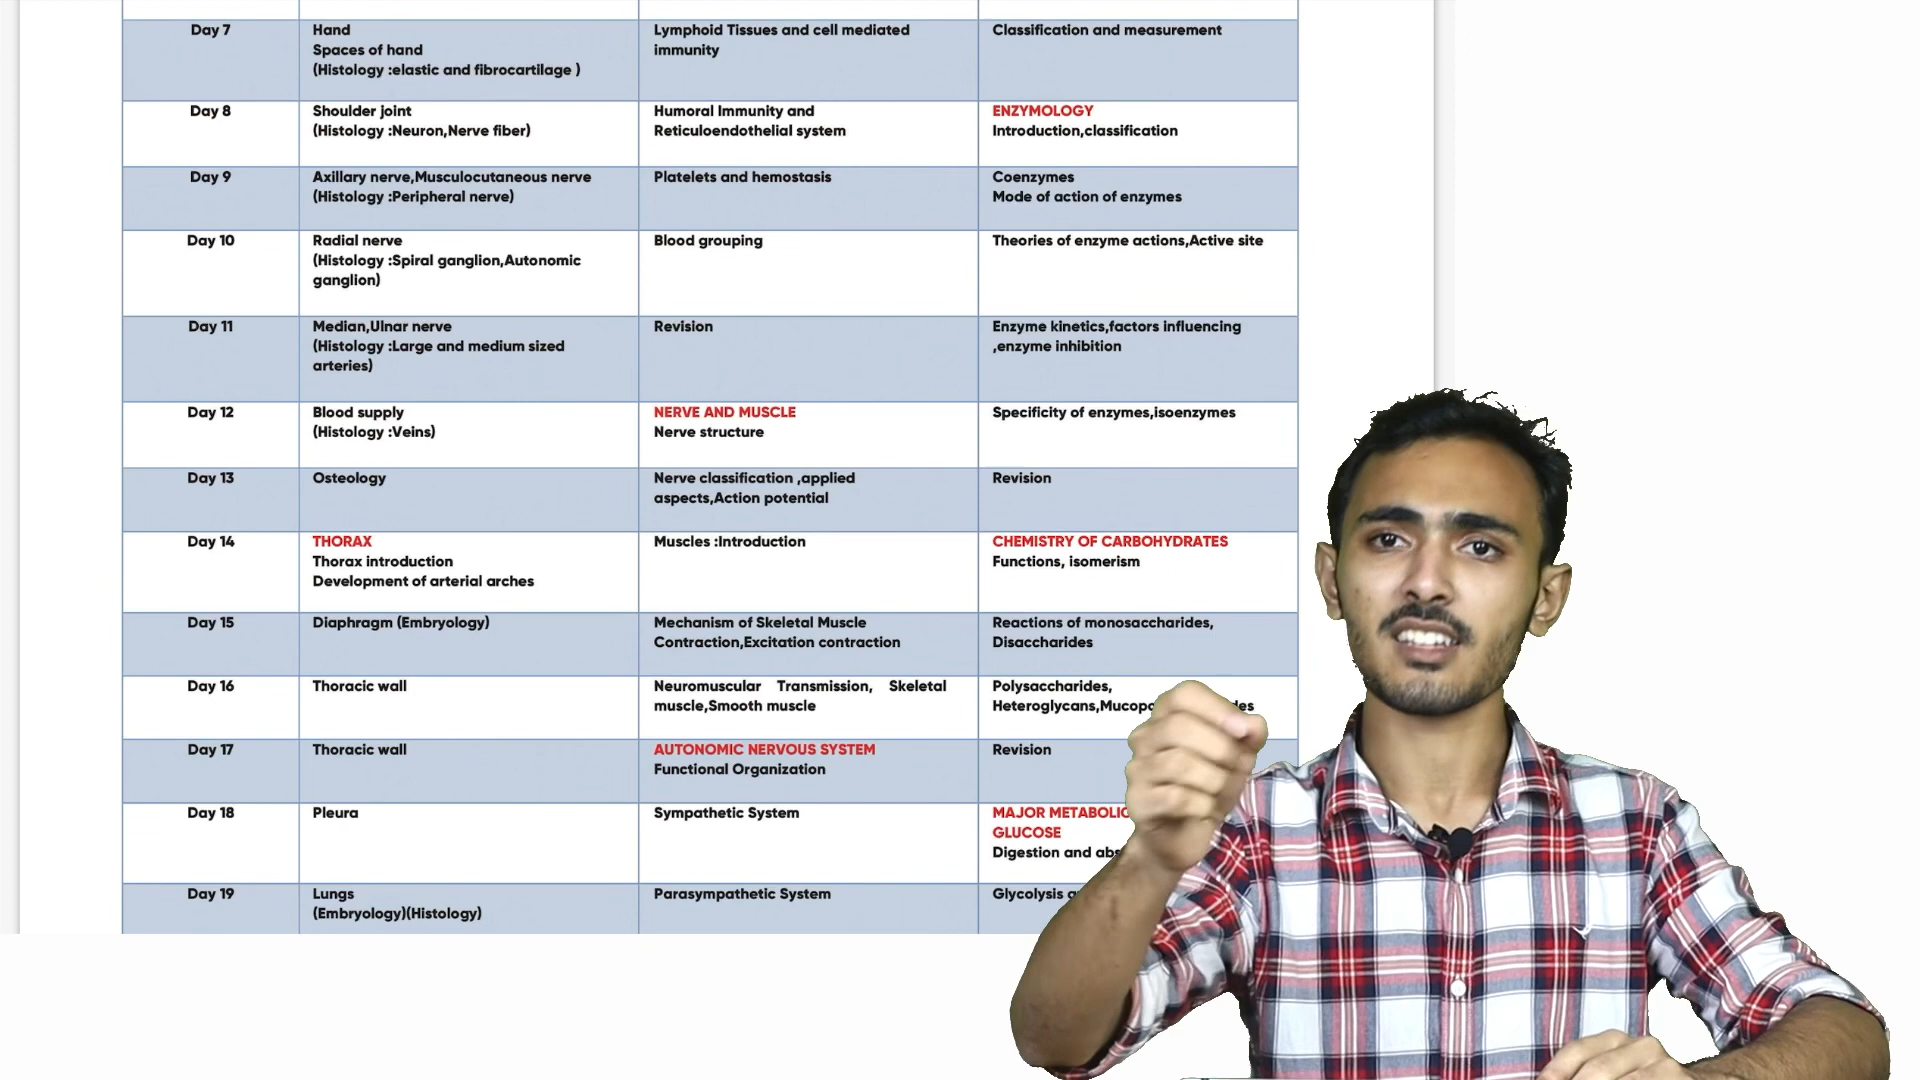 Day 7
Hand
Spaces of hand
(Histology :elastic and fibrocartilage )
Lymphoid Tissues and cell mediated
immunity
Classification and measurement
Day 8
Shoulder joint
(Histology :Neuron,Nerve fiber)
Humoral Immunity and
Reticuloendothelial system
ENZYMOLOGY
Introduction,classification
Day 9
Axillary nerve,Musculocutaneous nerve
(Histology :Peripheral nerve)
Platelets and hemostasis
Coenzymes
Mode of action of enzymes
Day 10
Radial nerve
(Histology :Spiral ganglion,Autonomic
ganglion)
Blood grouping
Theories of enzyme actions,Active site
Day 11
Median,Ulnar nerve
(Histology :Large and medium sized
arteries)
Revision
Enzyme kinetics,factors influencing
,enzyme inhibition
Day 12
Blood supply
(Histology :Veins)
NERVE AND MUSCLE
Nerve structure
Specificity of enzymes,isoenzymes
Day 13
Osteology
Nerve classification ,applied
aspects,Action potential
Revision
Day 14
THORAX
Thorax introduction
Development of arterial arches
Muscles :Introduction
CHEMISTRY OF CARBOHYDRATES
Functions, isomerism
Day 15
Diaphragm (Embryology)
Mechanism of Skeletal Muscle
Contraction,Excitation contraction
Reactions of monosaccharides,
Disaccharides
Day 16
Thoracic wall
Neuromuscular Transmission, Skeletal
muscle,Smooth muscle
Polysaccharides,
Heteroglycans,
Day 17
Thoracic wall
AUTONOMIC NERVOUS SYSTEM
Functional Organization
Revision
Day 18
Pleura
Sympathetic System
MAJOR METABOLIC
GLUCOSE
Digestion and
Day 19
Lungs
(Embryology)(Histology)
Parasympathetic System
Glycolysis